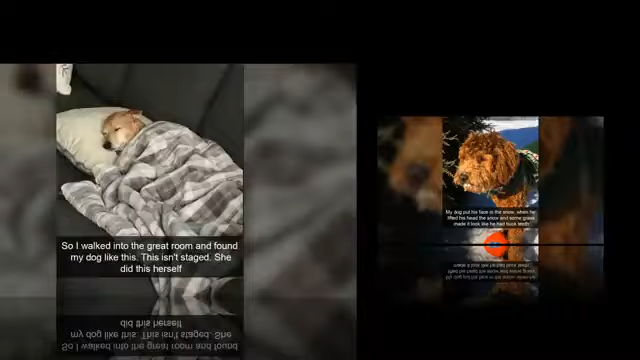 So I walked into the great room and found
my dog like this. This isn't staged. She
did this herself
My dog put his face in the snow, when he
lifted his head the snow and some grass
made it look like he had buck teeth